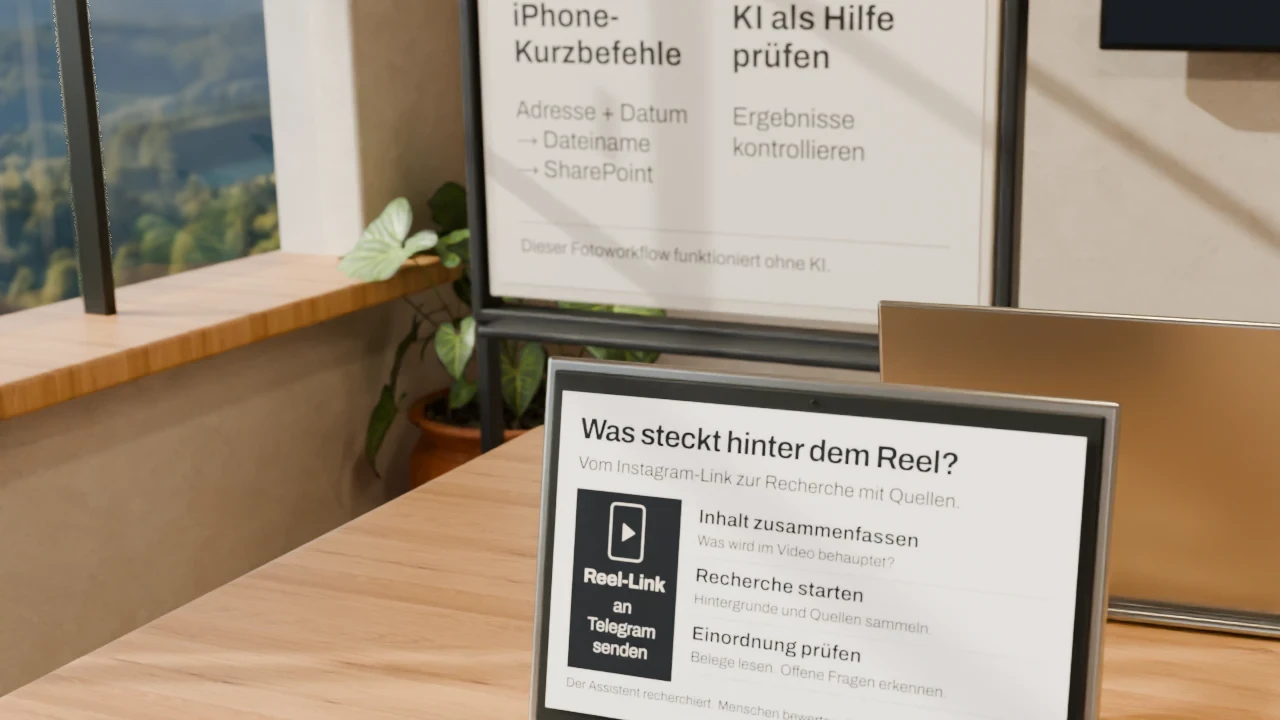 iPhone-
Kurzbefehle
Adresse + Datum
→ Dateiname
→ SharePoint
KI als Hilfe
prüfen
Ergebnisse
kontrollieren
Dieser Fotoworkflow funktioniert ohne KI.
Was steckt hinter dem Reel?
Vom Instagram-Link zur Recherche mit Quellen.
Reel-Link
an
Telegram
senden
Inhalt zusammenfassen
Was wird im Video behauptet?
Recherche starten
Hintergründe und Quellen sammeln.
Einordnung prüfen
Belege lesen. Offene Fragen erkennen.
Der Assistent recherchiert. Menschen